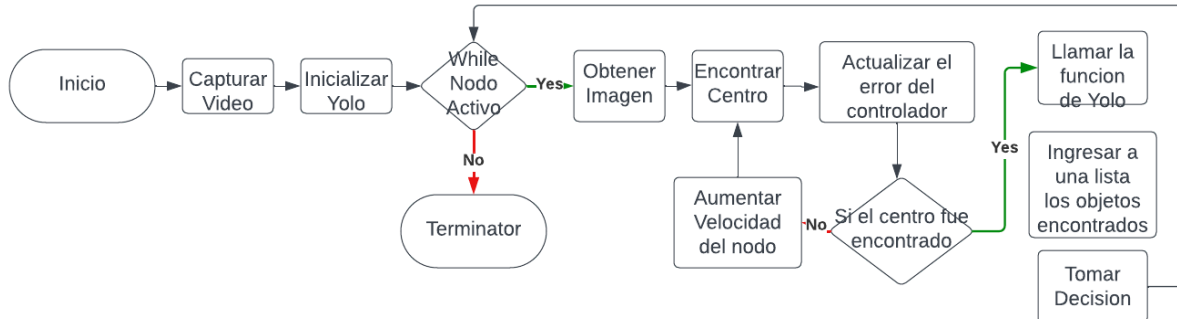 Inicio
Capturar
Video
Inicializar
Yolo
While
Nodo
Activo
Yes
No
Terminator
Obtener
Imagen
Encontrar
Centro
Actualizar el
error del
controlador
Si el centro fue
encontrado
No
Aumentar
Velocidad
del nodo
Yes
Llamar la
funcion
de Yolo
Ingresar a
una lista
los objetos
encontrados
Tomar
Decision